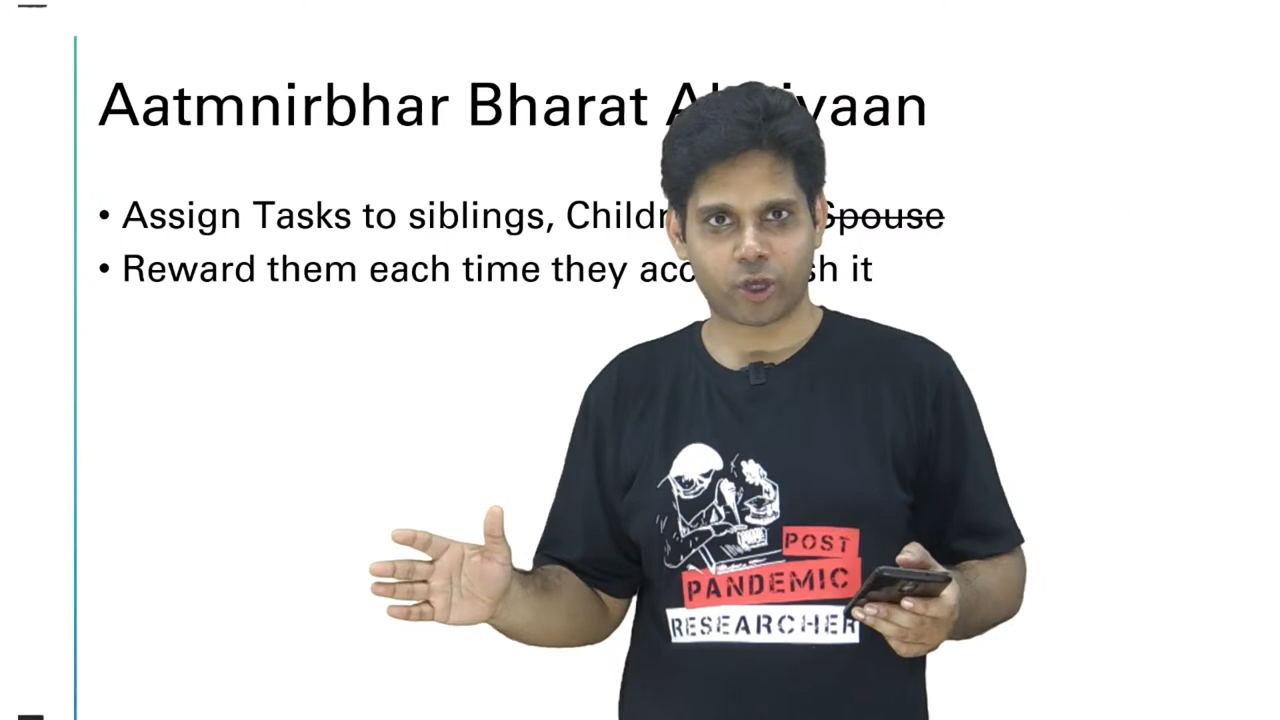 Aatmnirbhar Bharat
• Assign Tasks to siblings,
Spouse
• Reward them each time they
it
POST
PANDEMIC
RESEARCHER